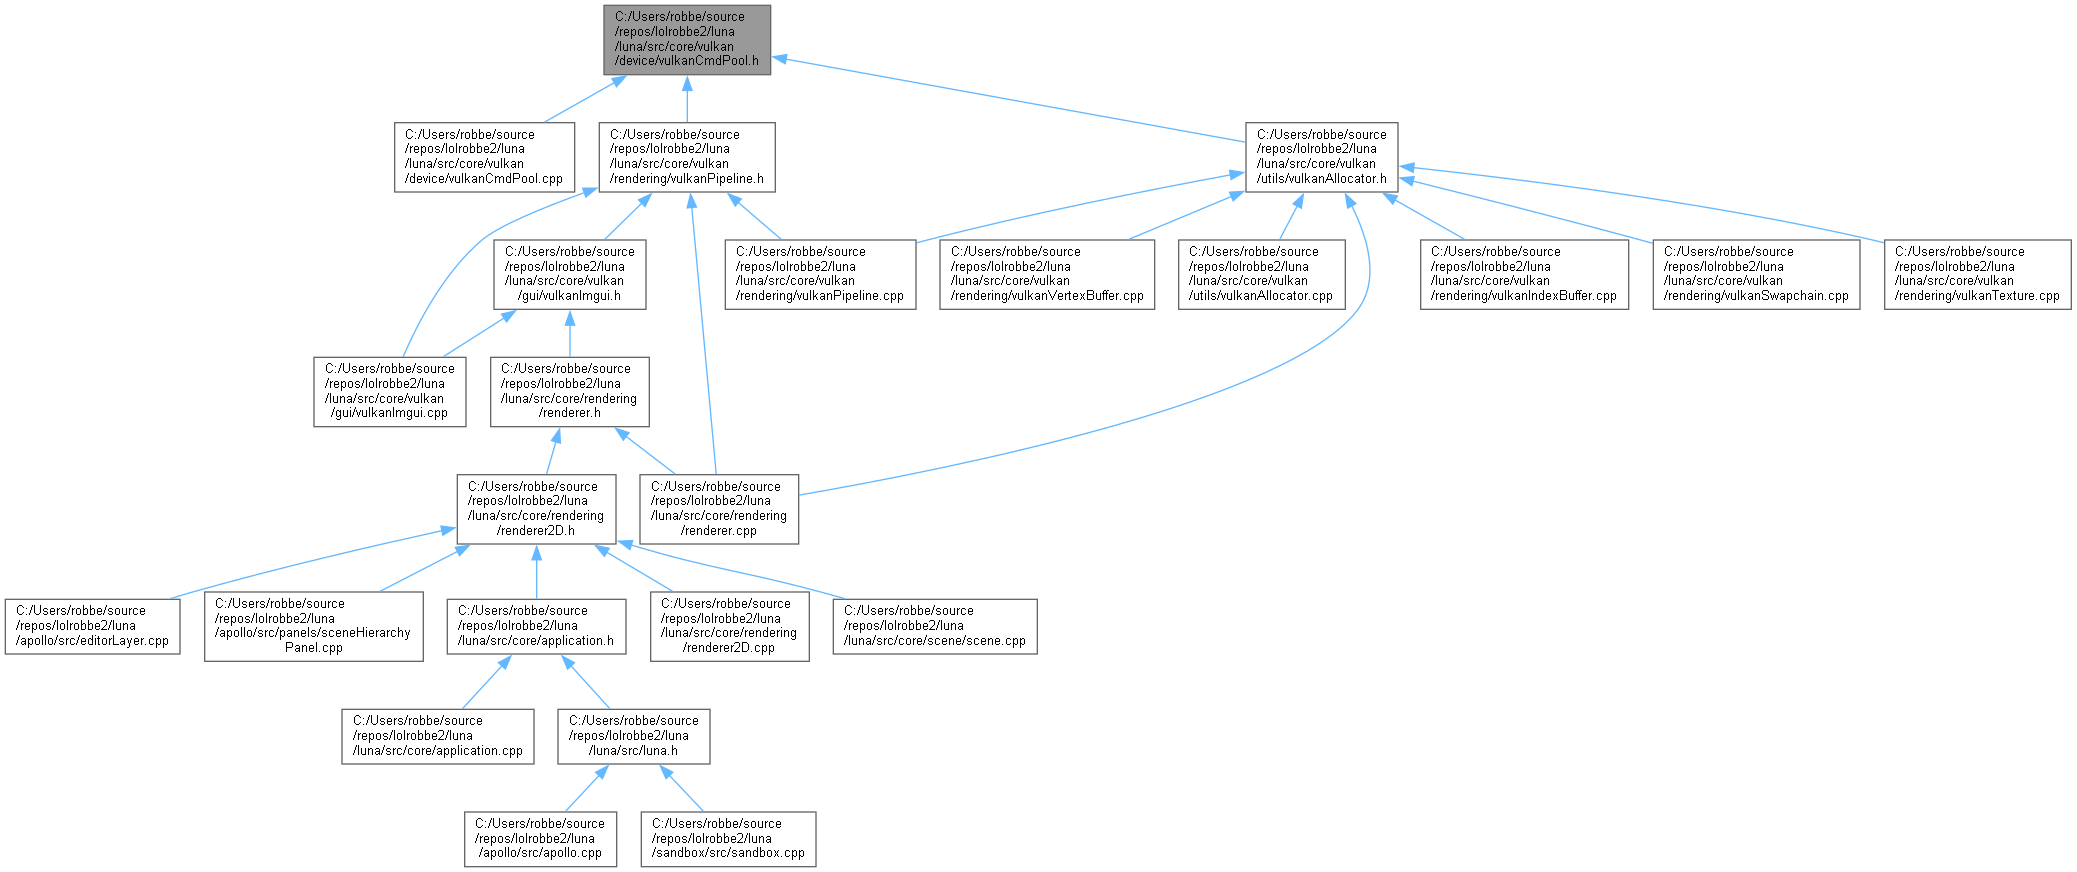 C:/Users/robbe/source
/repos/lolrobbe2/luna
/luna/src/core/vulkan
/device/vulkanCmdPool.h
C:/Users/robbe/source
/repos/lolrobbe2/luna
/luna/src/core/vulkan
/device/vulkanCmdPool.cpp
C:/Users/robbe/source
/repos/lolrobbe2/luna
/luna/src/core/vulkan
/rendering/vulkanPipeline.h
C:/Users/robbe/source
/repos/lolrobbe2/luna
/luna/src/core/vulkan
/utils/vulkanAllocator.h
C:/Users/robbe/source
/repos/lolrobbe2/luna
/luna/src/core/vulkan
/gui/vulkanImgui.h
C:/Users/robbe/source
/repos/lolrobbe2/luna
/luna/src/core/vulkan
/rendering/vulkanPipeline.cpp
C:/Users/robbe/source
/repos/lolrobbe2/luna
/luna/src/core/vulkan
/rendering/vulkanVertexBuffer.cpp
C:/Users/robbe/source
/repos/lolrobbe2/luna
/luna/src/core/vulkan
/utils/vulkanAllocator.cpp
C:/Users/robbe/source
/repos/lolrobbe2/luna
/luna/src/core/vulkan
/rendering/vulkanIndexBuffer.cpp
C:/Users/robbe/source
/repos/lolrobbe2/luna
/luna/src/core/vulkan
/rendering/vulkanSwapchain.cpp
C:/Users/robbe/source
/repos/lolrobbe2/luna
/luna/src/core/vulkan
/rendering/vulkanTexture.cpp
C:/Users/robbe/source
/repos/lolrobbe2/luna
/luna/src/core/vulkan
/gui/vulkanImgui.cpp
C:/Users/robbe/source
/repos/lolrobbe2/luna
/luna/src/core/rendering
/renderer.h
C:/Users/robbe/source
/repos/lolrobbe2/luna
/luna/src/core/rendering
/renderer2D.h
C:/Users/robbe/source
/repos/lolrobbe2/luna
/luna/src/core/rendering
/renderer.cpp
C:/Users/robbe/source
/repos/lolrobbe2/luna
/apollo/src/editorLayer.cpp
C:/Users/robbe/source
/repos/lolrobbe2/luna
/apollo/src/panels/sceneHierarchy
Panel.cpp
C:/Users/robbe/source
/repos/lolrobbe2/luna
/luna/src/core/application.h
C:/Users/robbe/source
/repos/lolrobbe2/luna
/luna/src/core/rendering
/renderer2D.cpp
C:/Users/robbe/source
/repos/lolrobbe2/luna
/luna/src/core/scene/scene.cpp
C:/Users/robbe/source
/repos/lolrobbe2/luna
/luna/src/core/application.cpp
C:/Users/robbe/source
/repos/lolrobbe2/luna
/luna/src/luna.h
C:/Users/robbe/source
/repos/lolrobbe2/luna
/apollo/src/apollo.cpp
C:/Users/robbe/source
/repos/lolrobbe2/luna
/sandbox/src/sandbox.cpp